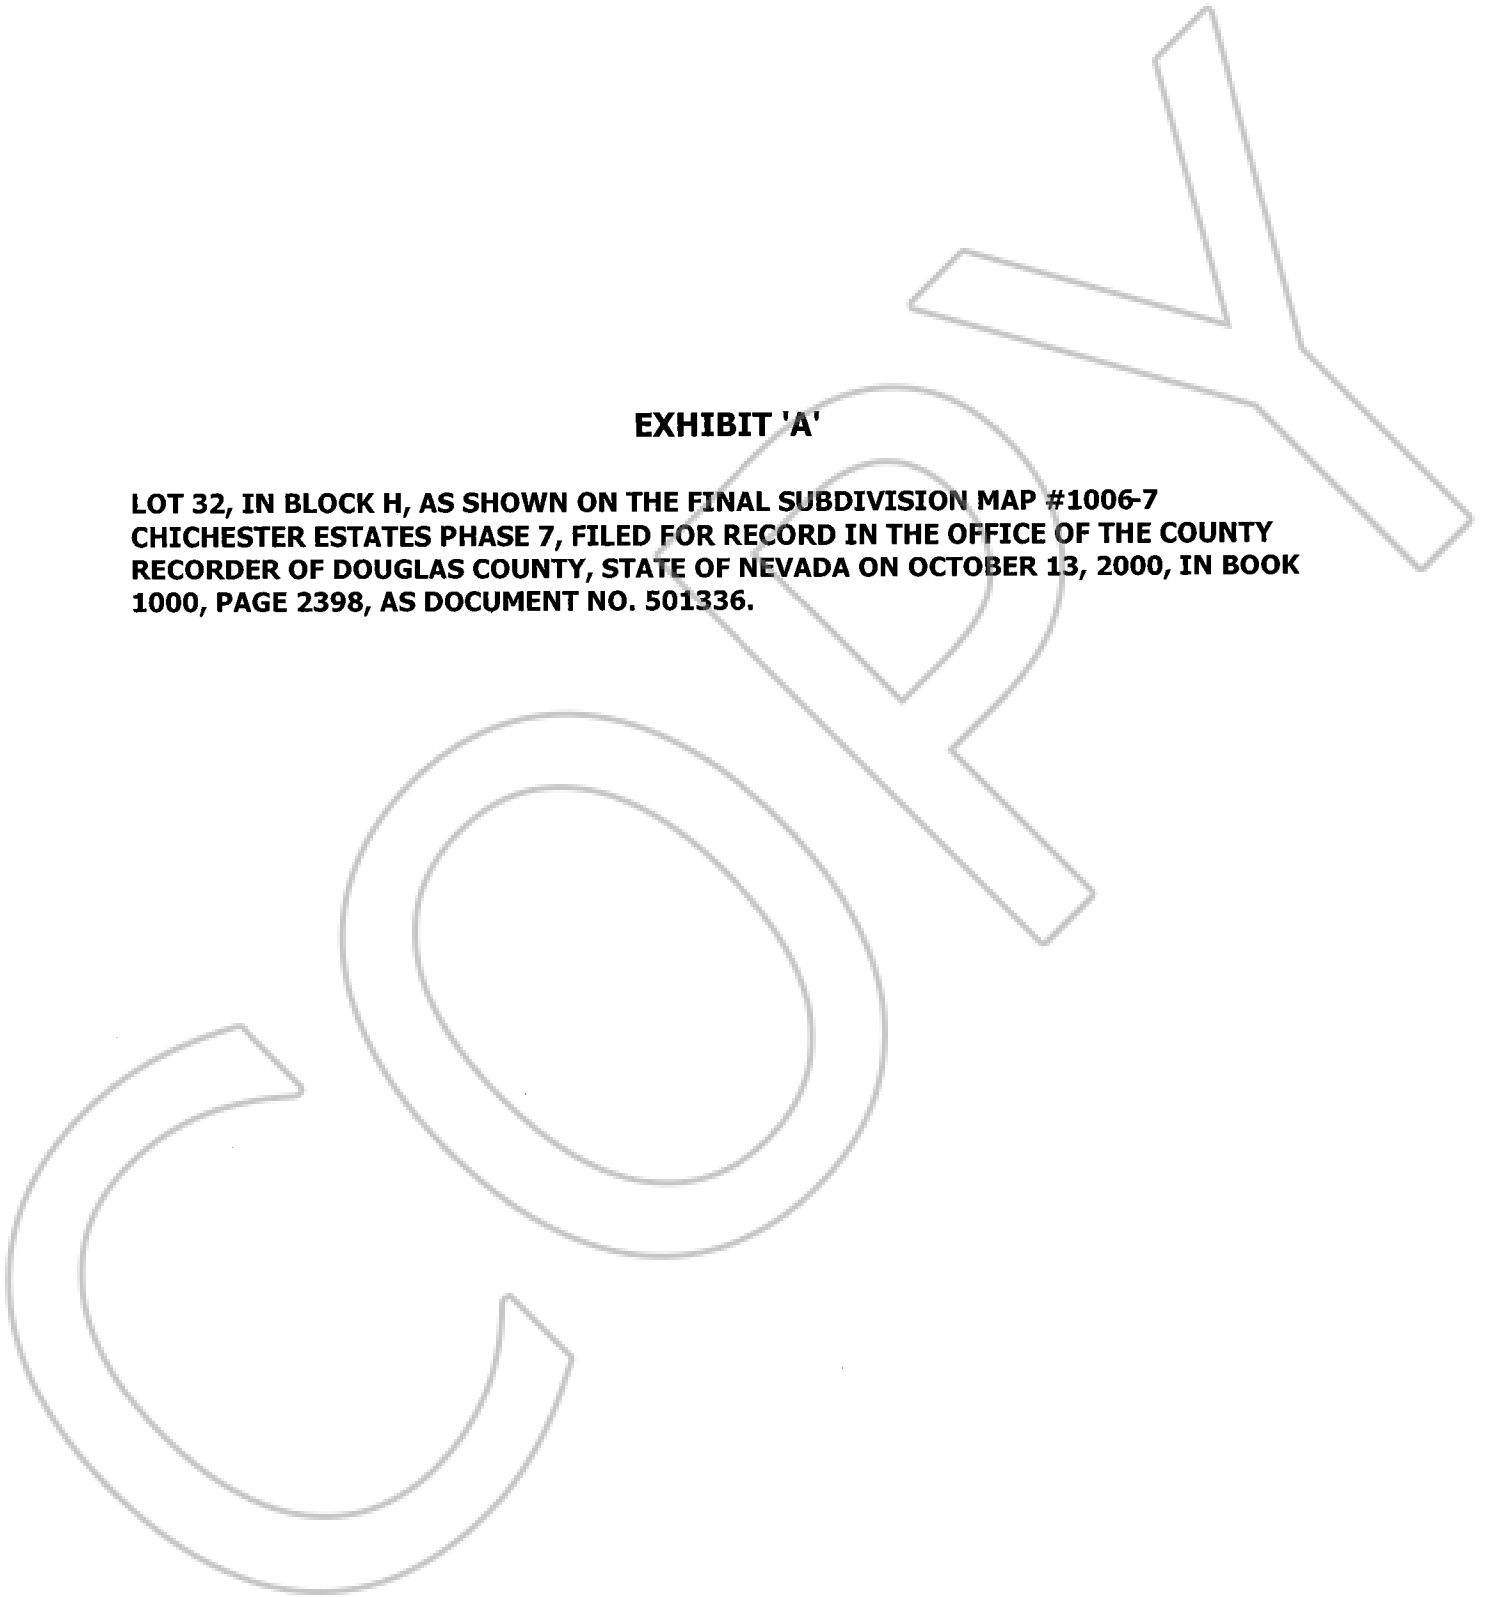 EXHIBIT 'A'
LOT 32, IN BLOCK H, AS SHOWN ON THE FINAL SUBDIVISION MAP #1006-7
CHICHESTER ESTATES PHASE 7, FILED FOR RECORD IN THE OFFICE OF THE COUNTY
RECORDER OF DOUGLAS COUNTY, STATE OF NEVADA ON OCTOBER 13, 2000, IN BOOK
1000, PAGE 2398, AS DOCUMENT NO. 501336.
COPY